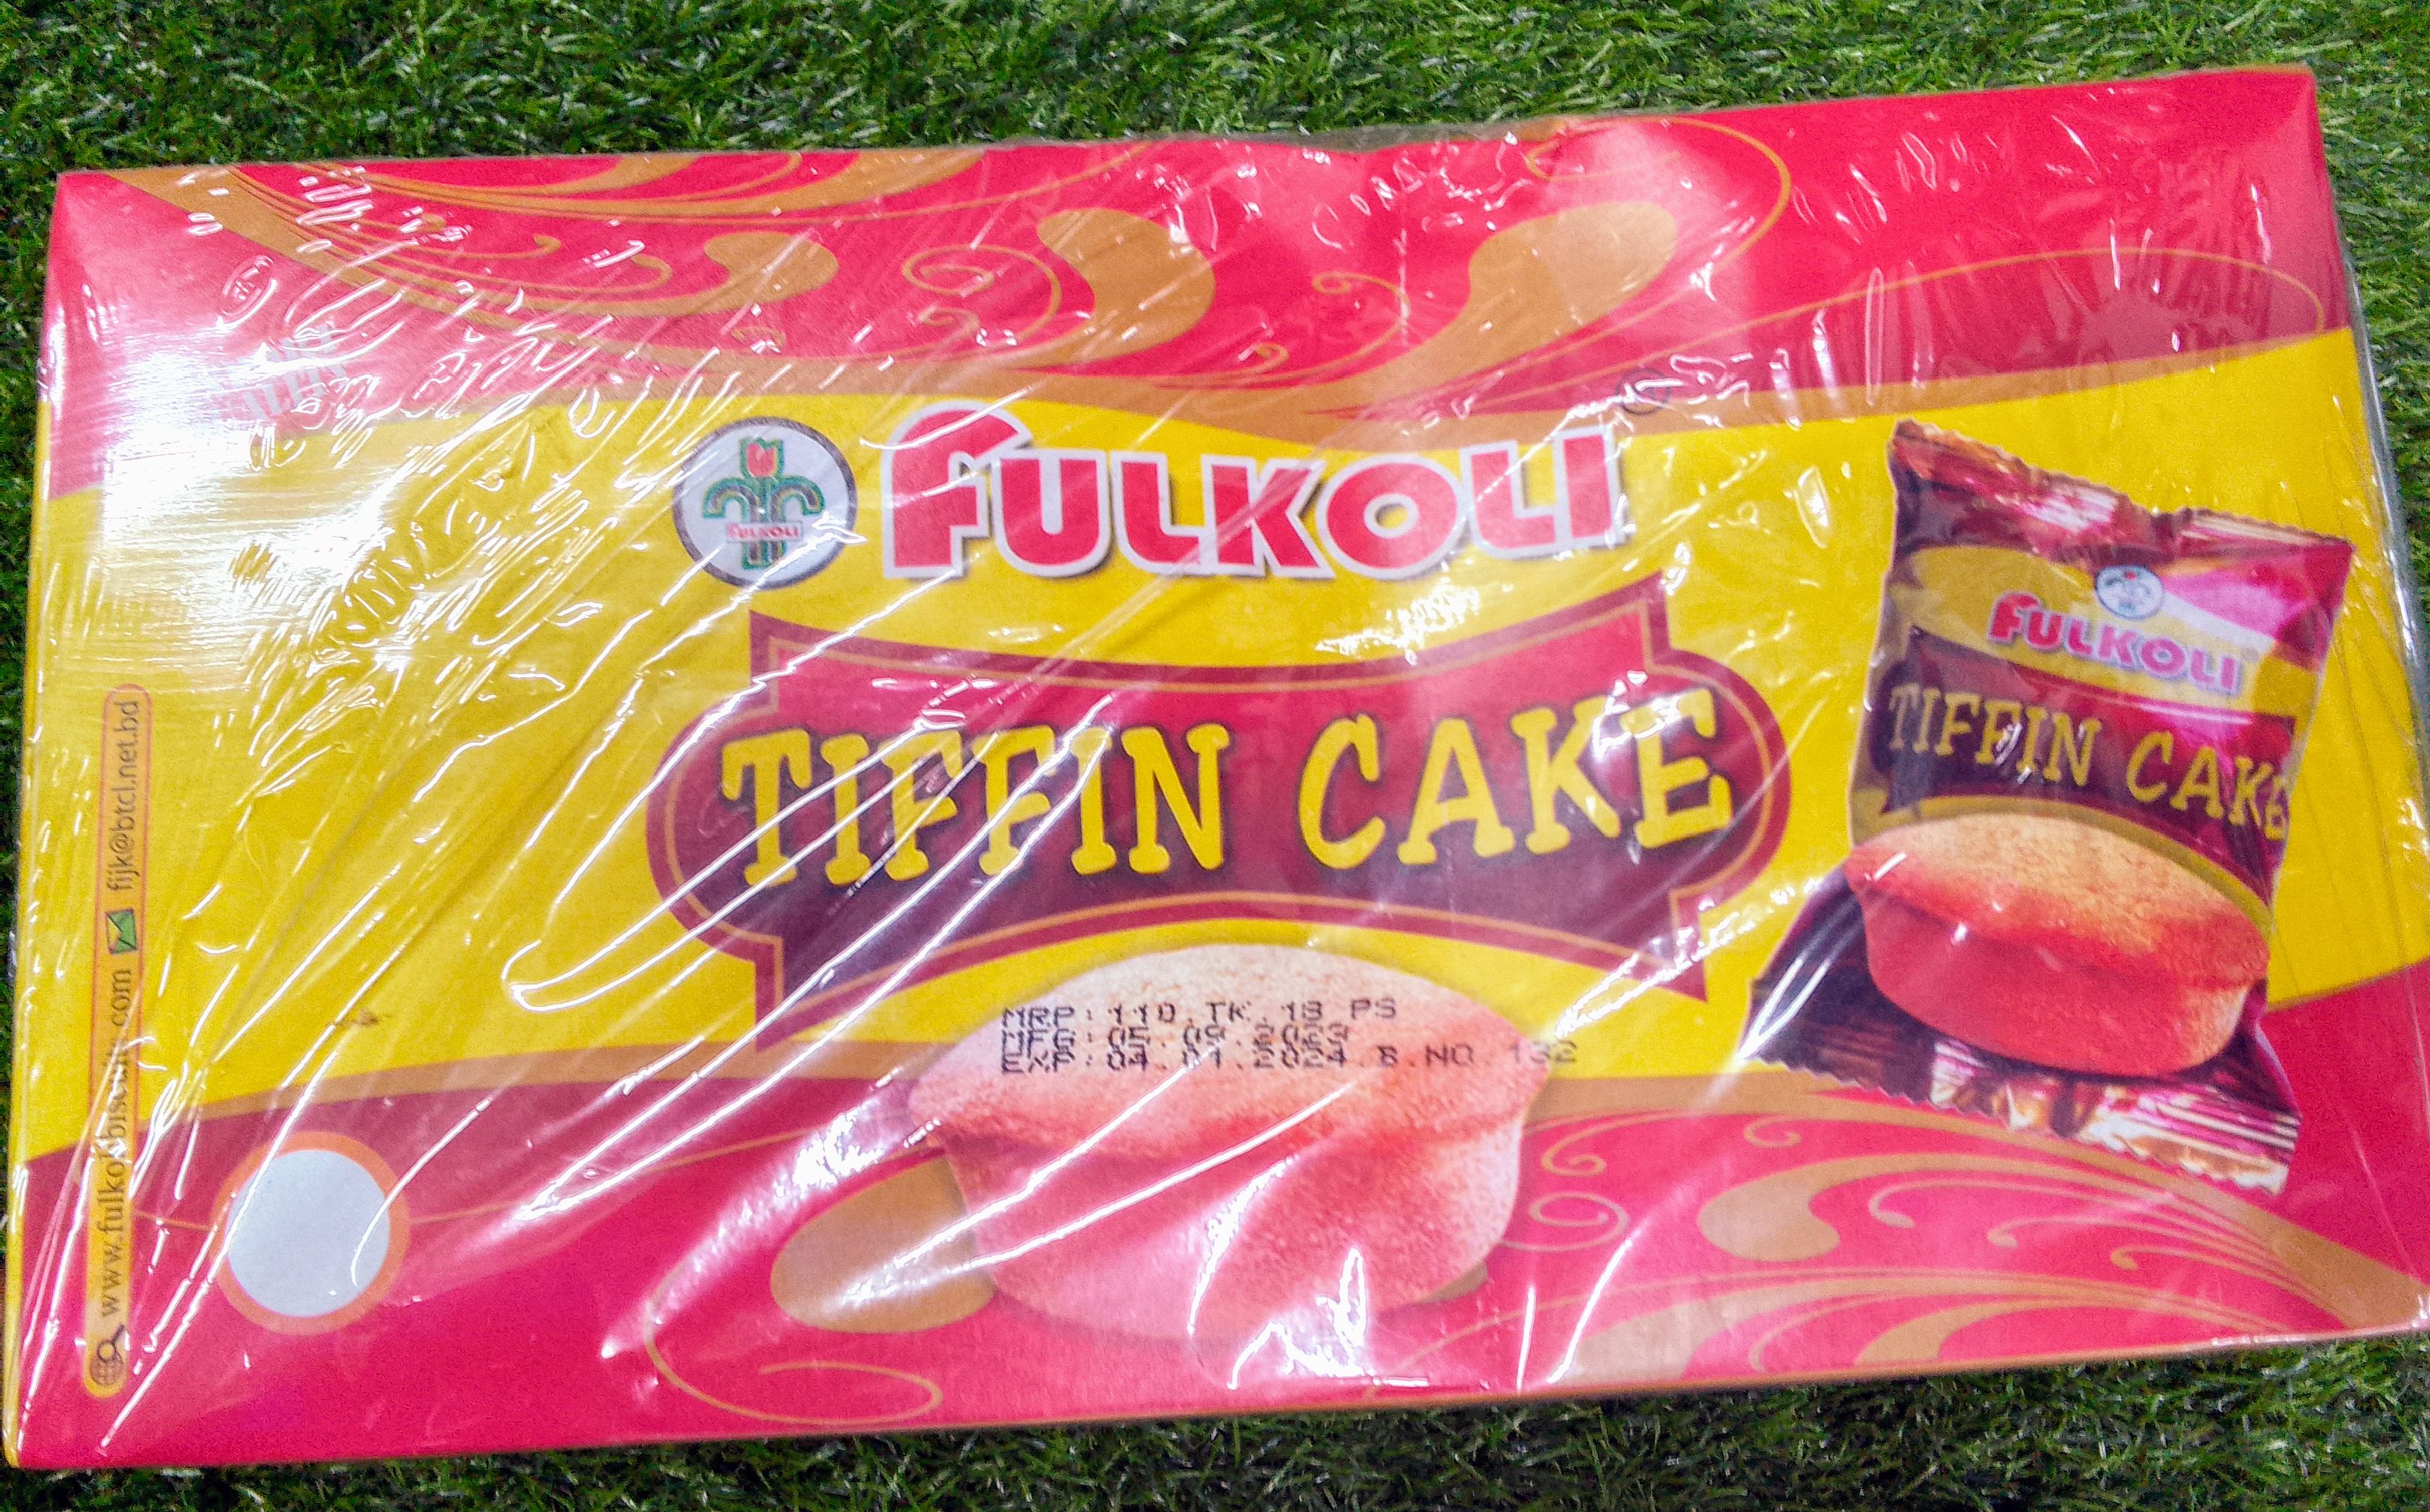 FULKOLI
FULKOLI
TIFFIN CAKE
FULKOLI
TIFFIN CAKE
MRP : 110. TK. 18 PS
MFG : 05. 09. 2023
EXP : 04. 01. 2024 B. NO. 132
www.fulkolibiscuits.com fijk@btcl.net.bd